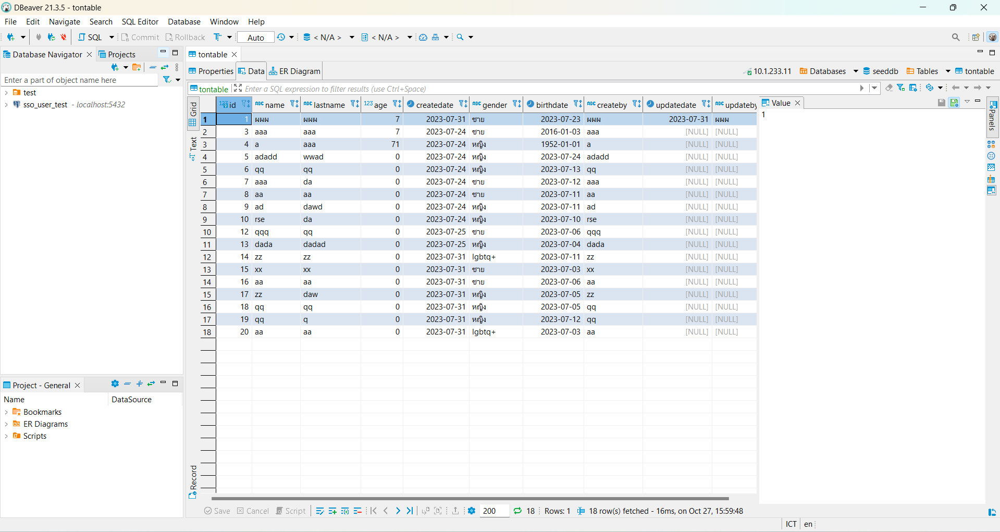 DBeaver 21.3.5 - tontable
File Edit Navigate Search SQL Editor Database Window Help
SQL Commit Rollback Auto < N/A > < N/A >
Database Navigator Projects
Enter a part of object name here
test
sso_user_test - localhost:5432
Project - General
Name DataSource
Bookmarks
ER Diagrams
Scripts
tontable
Properties Data ER Diagram 10.1.233.11 Databases seeddb Tables tontable
tontable Enter a SQL expression to filter results (use Ctrl+Space)
Grid
Text
Record
123 id ABC name ABC lastname 123 age createdate ABC gender birthdate ABC createby updatedate ABC updateby
1 1 พพพ พพพ 7 2023-07-31 ชาย 2023-07-23 พพพ 2023-07-31 พพพ
2 3 aaa aaa 7 2023-07-24 ชาย 2016-01-03 aaa [NULL] [NULL]
3 4 a aaa 71 2023-07-24 หญิง 1952-01-01 a [NULL] [NULL]
4 5 adadd wwad 0 2023-07-24 หญิง 2023-07-24 adadd [NULL] [NULL]
5 6 qq qq 0 2023-07-24 หญิง 2023-07-13 qq [NULL] [NULL]
6 7 aaa da 0 2023-07-24 ชาย 2023-07-12 aaa [NULL] [NULL]
7 8 aa aa 0 2023-07-24 ชาย 2023-07-11 aa [NULL] [NULL]
8 9 ad dawd 0 2023-07-24 หญิง 2023-07-11 ad [NULL] [NULL]
9 10 rse da 0 2023-07-24 หญิง 2023-07-10 rse [NULL] [NULL]
10 12 qqq qq 0 2023-07-25 ชาย 2023-07-06 qqq [NULL] [NULL]
11 13 dada dadad 0 2023-07-25 หญิง 2023-07-04 dada [NULL] [NULL]
12 14 zz zz 0 2023-07-31 lgbtq+ 2023-07-11 zz [NULL] [NULL]
13 15 xx xx 0 2023-07-31 ชาย 2023-07-03 xx [NULL] [NULL]
14 16 aa aa 0 2023-07-31 ชาย 2023-07-06 aa [NULL] [NULL]
15 17 zz daw 0 2023-07-31 หญิง 2023-07-05 zz [NULL] [NULL]
16 18 qq qq 0 2023-07-31 หญิง 2023-07-05 qq [NULL] [NULL]
17 19 qq q 0 2023-07-31 หญิง 2023-07-12 qq [NULL] [NULL]
18 20 aa aa 0 2023-07-31 lgbtq+ 2023-07-03 aa [NULL] [NULL]
Value
1
Panels
Save Cancel Script 200 18 Rows: 1 18 row(s) fetched - 16ms, on Oct 27, 15:59:48
ICT en